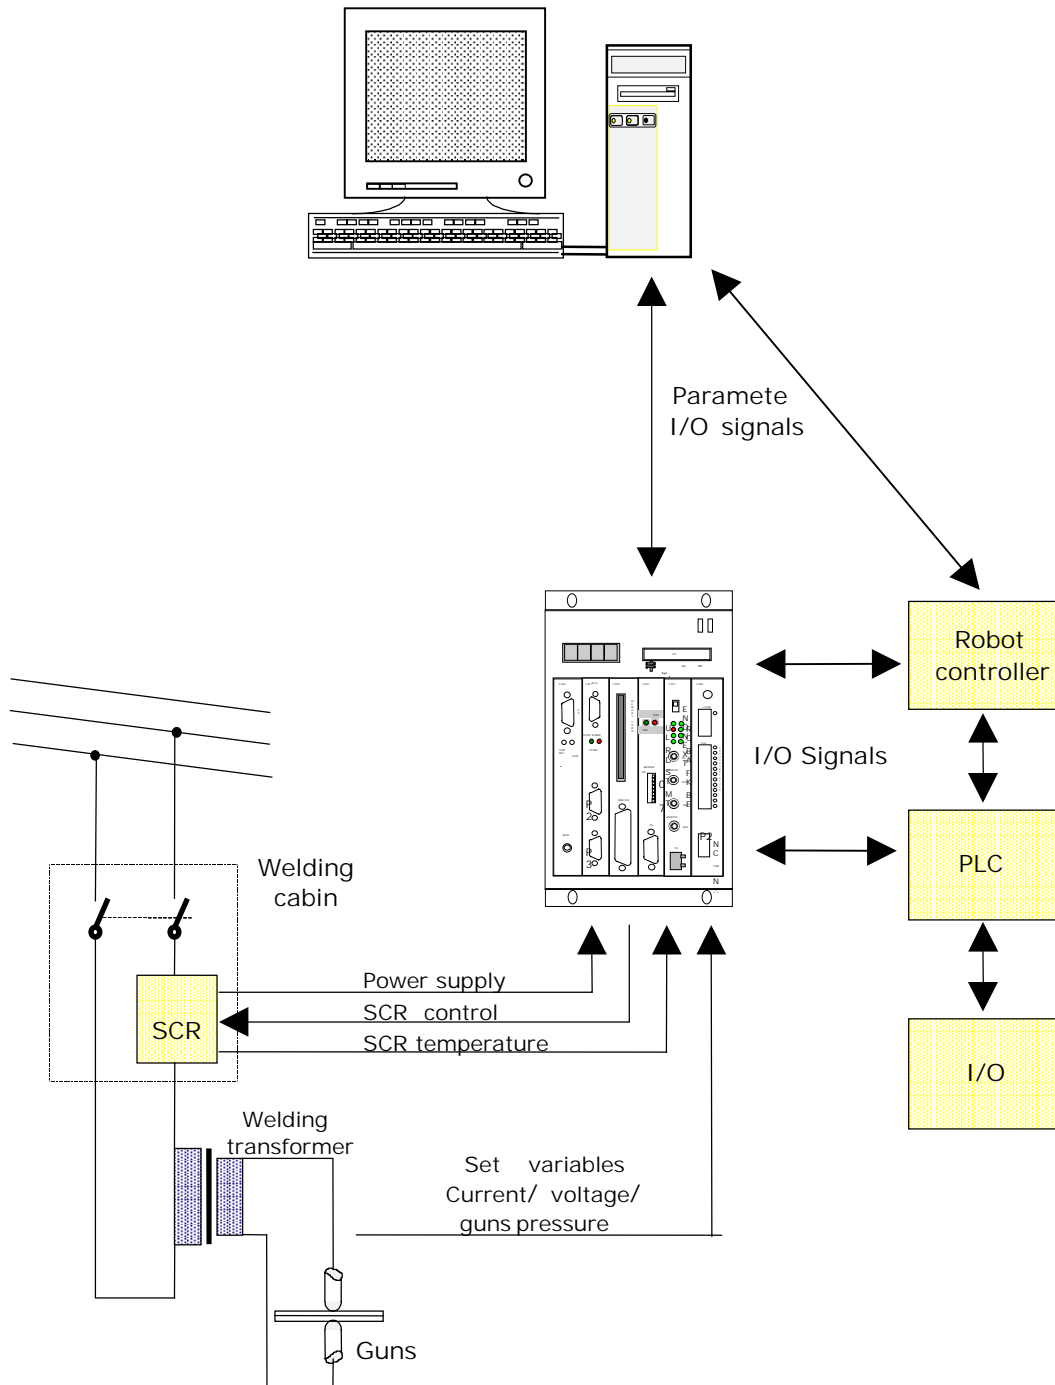 Paramete
I/O signals
Robot
controller
I/O Signals
PLC
I/O
Welding
cabin
Power supply
SCR control
SCR
SCR temperature
Welding
transformer
Set variables
Current/ voltage/
guns pressure
Guns
P2